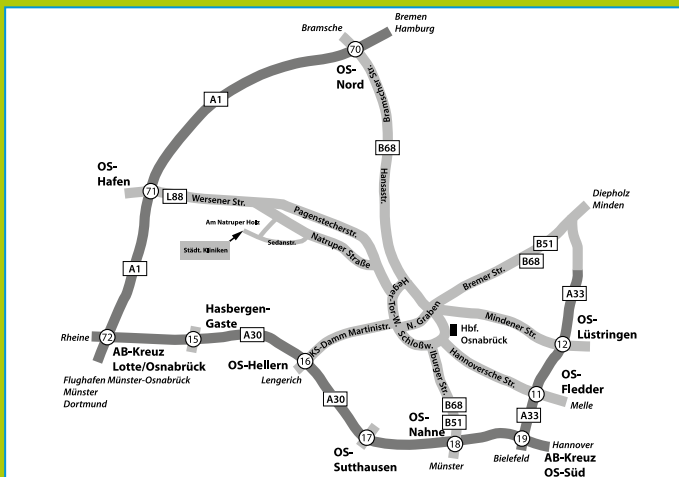 Bremen
Hamburg
Bramsche
70
OS-
Nord
Bramscher Str.
A1
B68
Hansastr.
OS-
Hafen
71
L88
Wersener Str.
Pagenstecherstr.
Am Natruper Holz
Sedanstr.
Natruper Straße
Städt. Kliniken
Diepholz
Minden
B51
B68
Bremer Str.
A1
A33
Heger-Tor-W.
N. Graben
Hasbergen-
Gaste
OS-
Lüstringen
Mindener Str.
Hbf.
Osnabrück
KS-Damm Martinistr.
Schloßw.
Rheine
72
15
A30
12
AB-Kreuz
Lotte/Osnabrück
OS-Hellern
16
Iburger Str.
Hannoversche Str.
OS-
Fledder
Flughafen Münster-Osnabrück
Münster
Dortmund
Lengerich
11
Melle
A30
B68
OS-
Nahne
B51
A33
17
18
19
Hannover
OS-
Sutthausen
Münster
Bielefeld
AB-Kreuz
OS-Süd